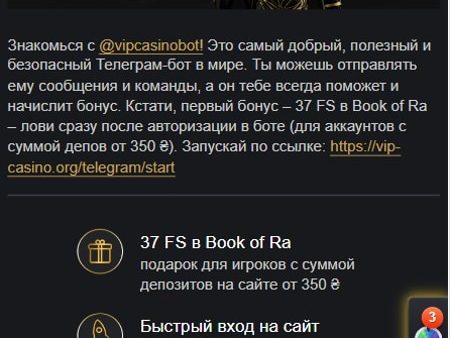 Знакомься с @vipcasinobot! Это самый добрый, полезный и
безопасный Телеграм-бот в мире. Ты можешь отправлять
ему сообщения и команды, а он тебе всегда поможет и
начислит бонус. Кстати, первый бонус – 37 FS в Book of Ra
– лови сразу после авторизации в боте (для аккаунтов с
суммой депов от 350 ₴). Запускай по ссылке: https://vip-
casino.org/telegram/start
37 FS в Book of Ra
подарок для игроков с суммой
депозитов на сайте от 350 ₴
3
Быстрый вход на сайт